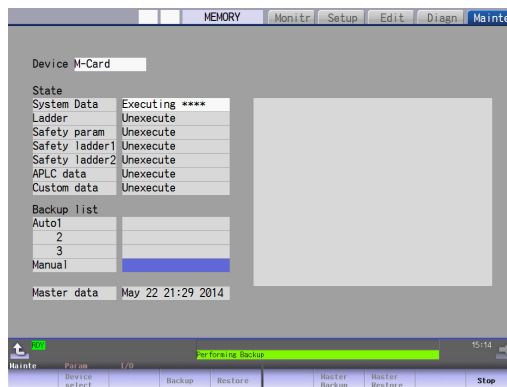 MEMORY Monitr Setup Edit Diagn Mainte
Device M-Card
State
System Data Executing ****
Ladder Unexecute
Safety param Unexecute
Safety ladder1 Unexecute
Safety ladder2 Unexecute
APLC data Unexecute
Custom data Unexecute
Backup list
Auto1
2
3
Manual
Master data May 22 21:29 2014
RDY 15:14
Performing Backup
Mainte Param I/O
Device select Backup Restore Master Backup Master Restore Stop